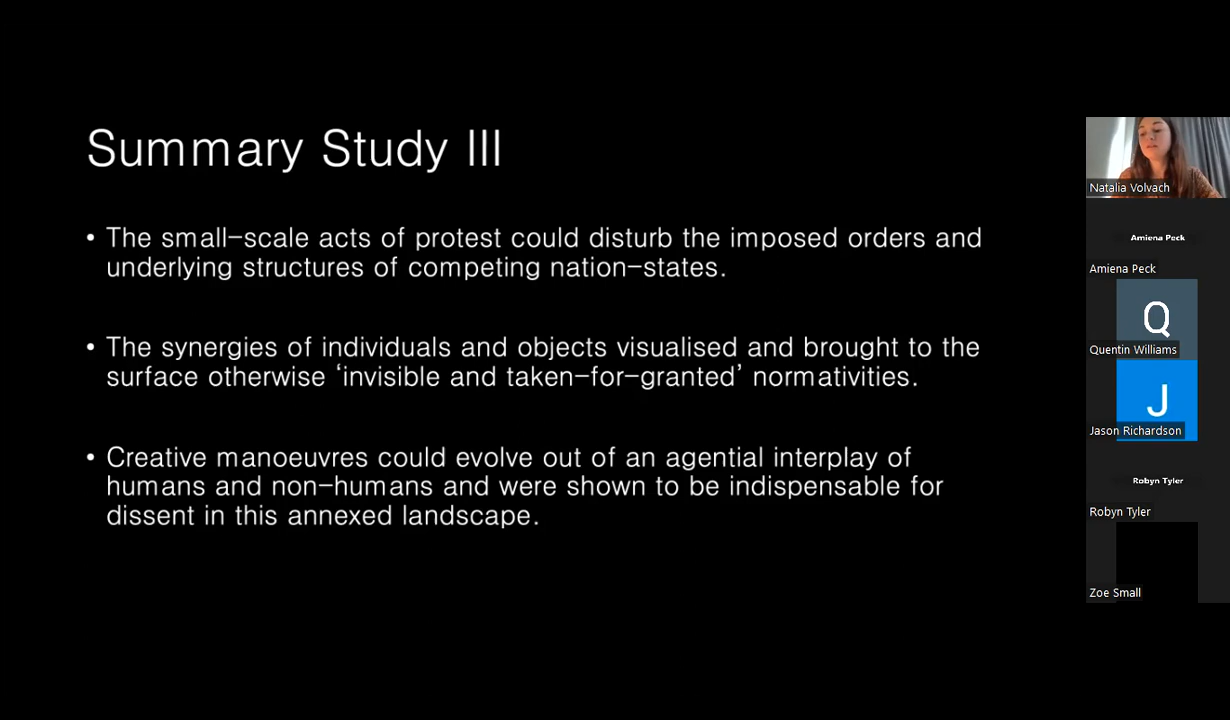 Summary Study III
• The small-scale acts of protest could disturb the imposed orders and
underlying structures of competing nation-states.
• The synergies of individuals and objects visualised and brought to the
surface otherwise ‘invisible and taken-for-granted’ normativities.
• Creative manoeuvres could evolve out of an agential interplay of
humans and non-humans and were shown to be indispensable for
dissent in this annexed landscape.
Natalia Volvach
Amiena Peck
Amiena Peck
Q
Quentin Williams
J
Jason Richardson
Robyn Tyler
Robyn Tyler
Zoe Small